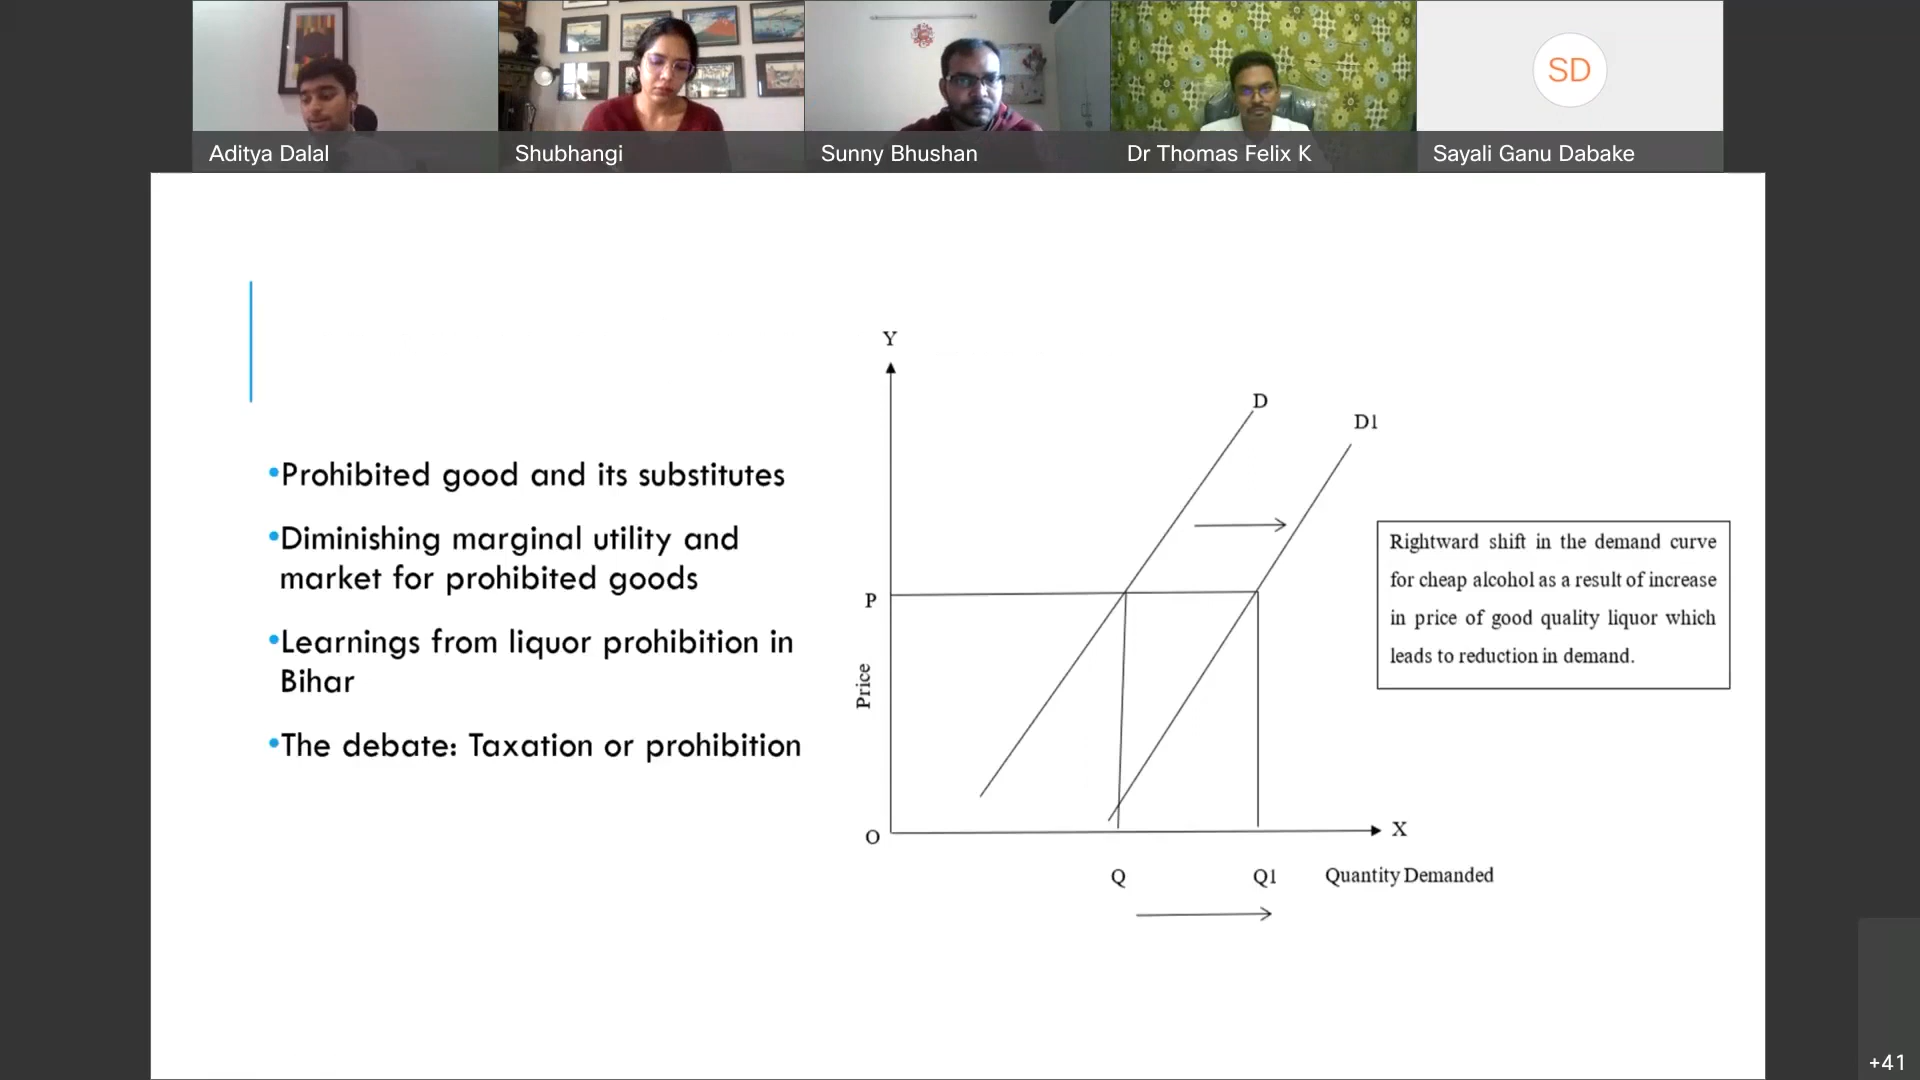 Aditya Dalal
Shubhangi
Sunny Bhushan
Dr Thomas Felix K
SD
Sayali Ganu Dabake
•Prohibited good and its substitutes
•Diminishing marginal utility and
market for prohibited goods
•Learnings from liquor prohibition in
Bihar
•The debate: Taxation or prohibition
Y
D
D1
P
Price
O
X
Q
Q1
Quantity Demanded
Rightward shift in the demand curve
for cheap alcohol as a result of increase
in price of good quality liquor which
leads to reduction in demand.
+41